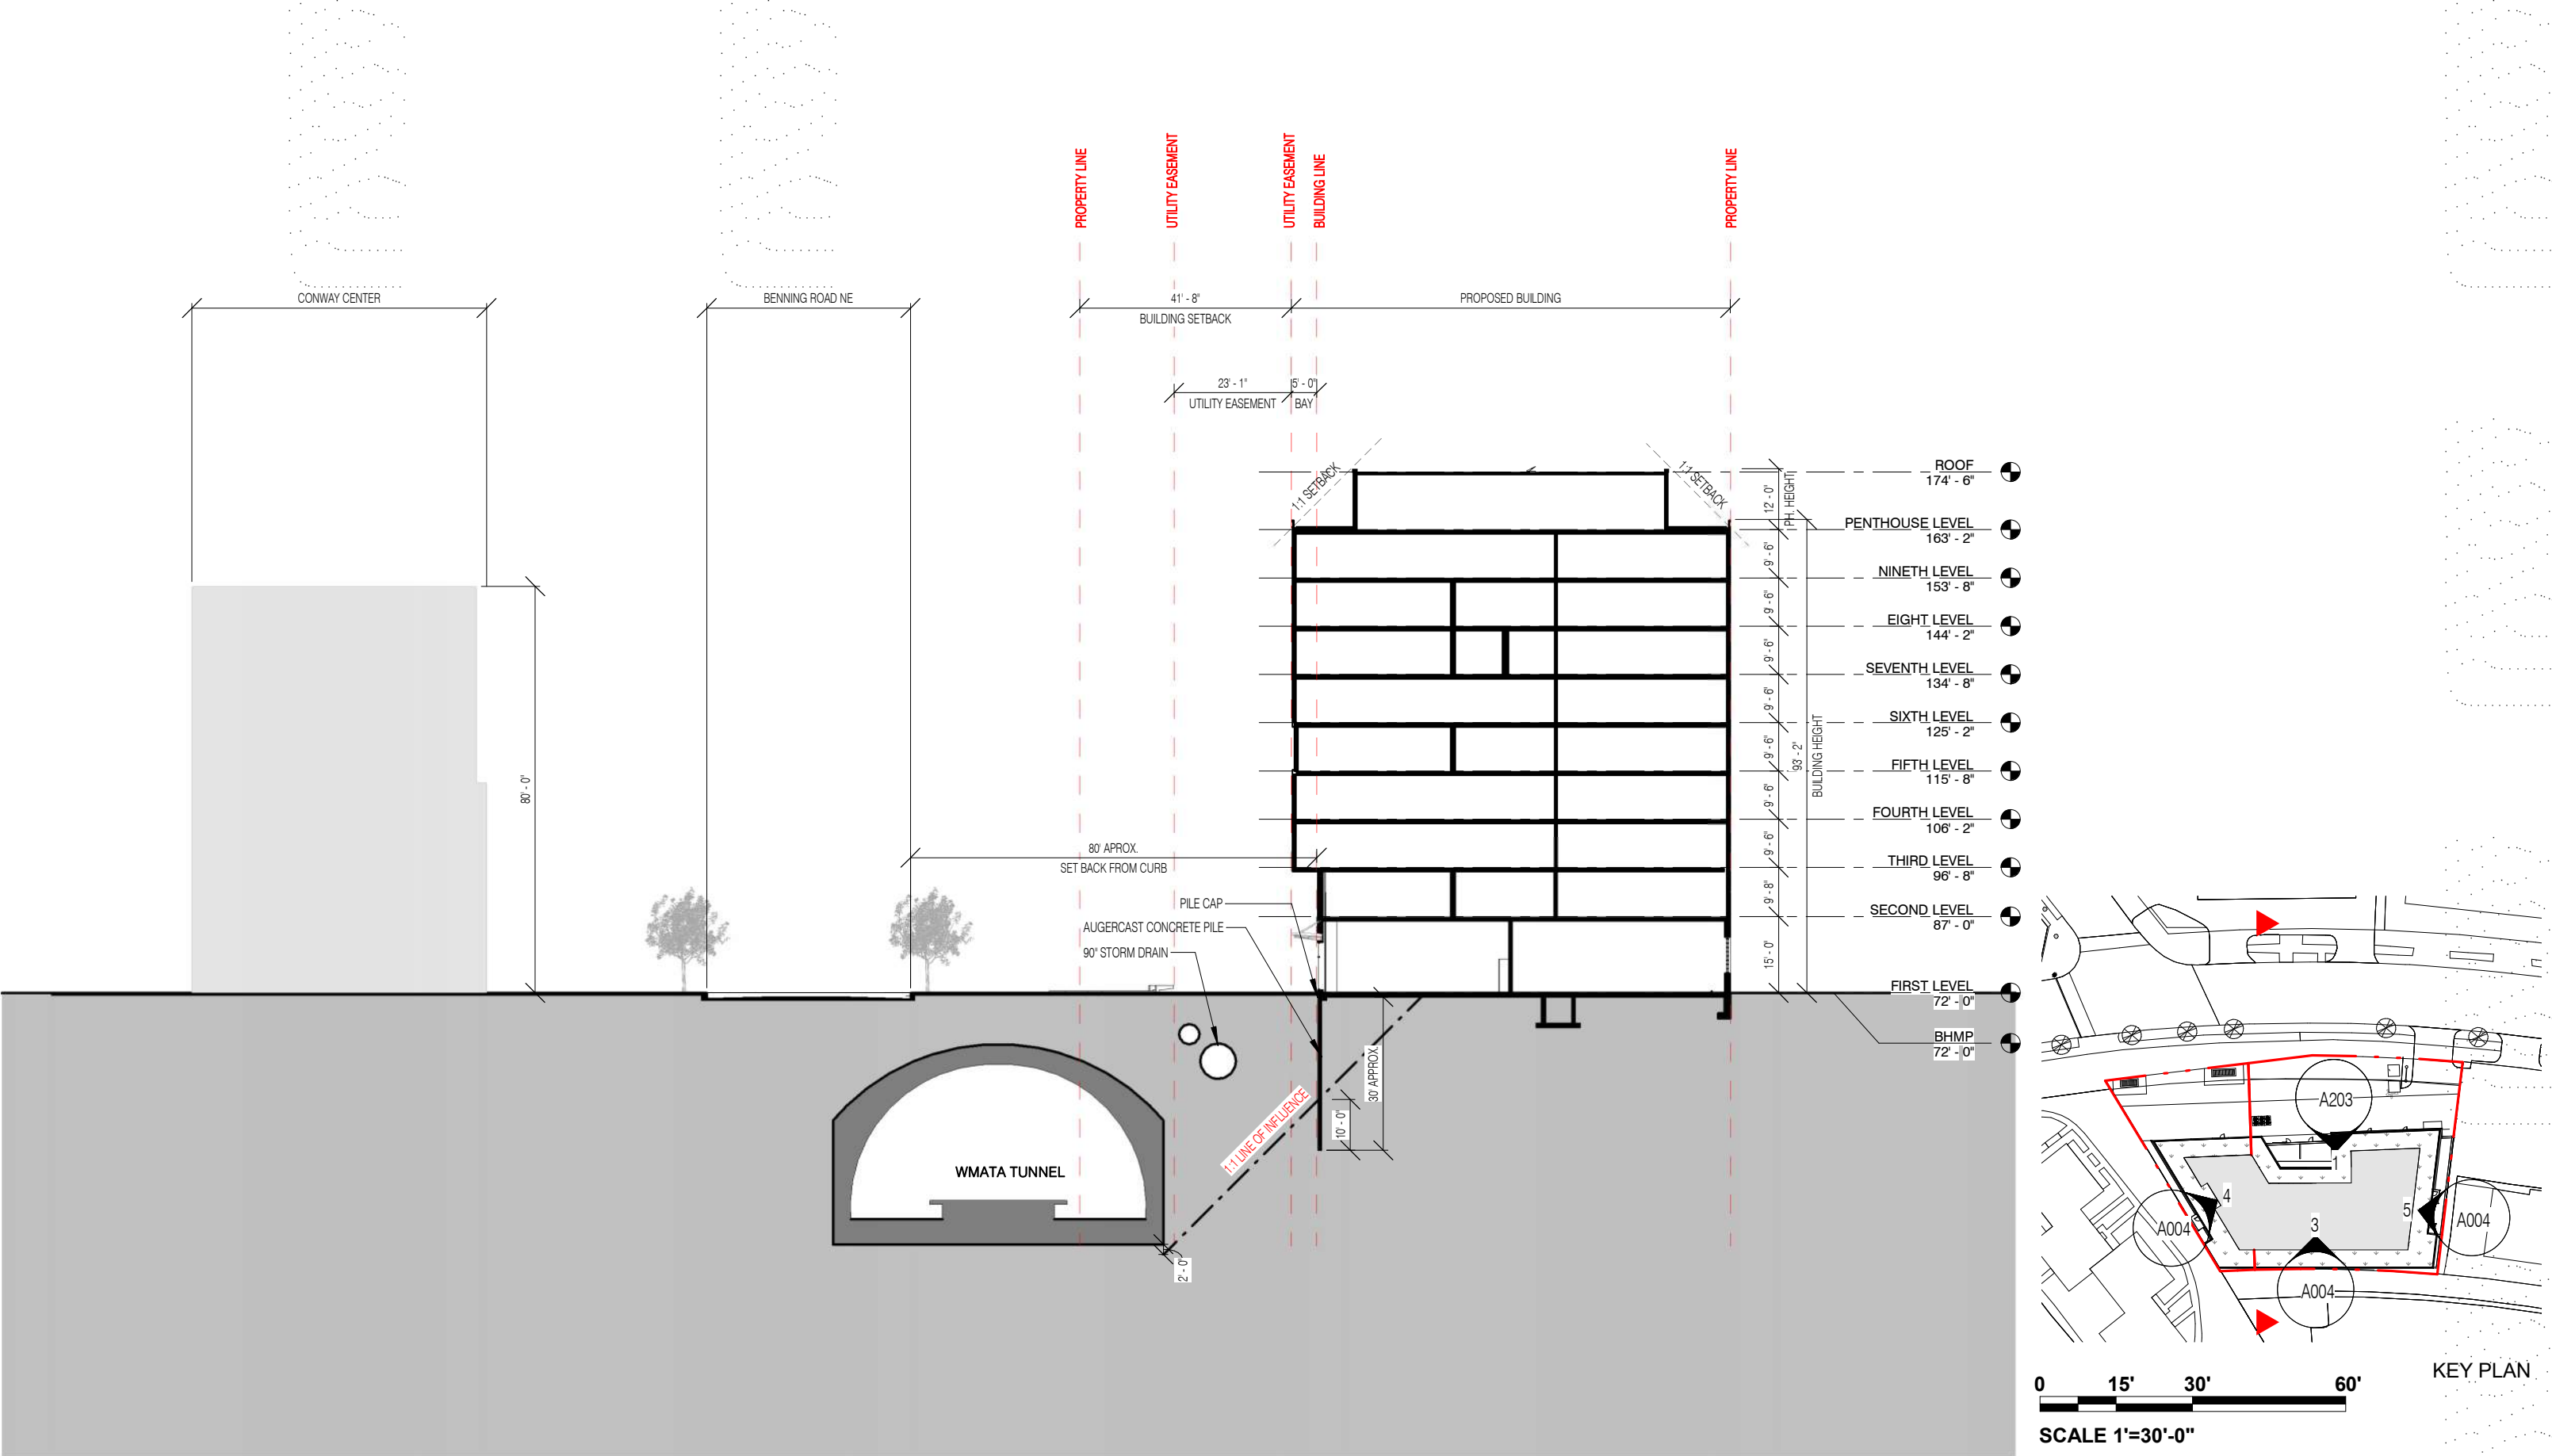 PROPERTY LINE
UTILITY EASEMENT
UTILITY EASEMENT
BUILDING LINE
PROPERTY LINE
CONWAY CENTER
BENNING ROAD NE
41' - 8"
BUILDING SETBACK
PROPOSED BUILDING
23' - 1"
UTILITY EASEMENT
5' - 0"
BAY
1:1 SETBACK
1:1 SETBACK
12' - 0"
PH. HEIGHT
ROOF
174' - 6"
PENTHOUSE LEVEL
163' - 2"
9' - 6"
NINETH LEVEL
153' - 8"
9' - 6"
EIGHT LEVEL
144' - 2"
9' - 6"
SEVENTH LEVEL
134' - 8"
9' - 6"
SIXTH LEVEL
125' - 2"
9' - 6"
93' - 2"
BUILDING HEIGHT
FIFTH LEVEL
115' - 8"
9' - 6"
FOURTH LEVEL
106' - 2"
9' - 6"
THIRD LEVEL
96' - 8"
9' - 8"
SECOND LEVEL
87' - 0"
15' - 0"
FIRST LEVEL
72' - 0"
BHMP
72' - 0"
80' - 0"
80' APROX.
SET BACK FROM CURB
PILE CAP
AUGERCAST CONCRETE PILE
90" STORM DRAIN
30' APPROX.
10' - 0"
1:1 LINE OF INFLUENCE
WMATA TUNNEL
2' - 0"
A203
1
4
A004
5
A004
3
A004
KEY PLAN
0 15' 30' 60'
SCALE 1'=30'-0"